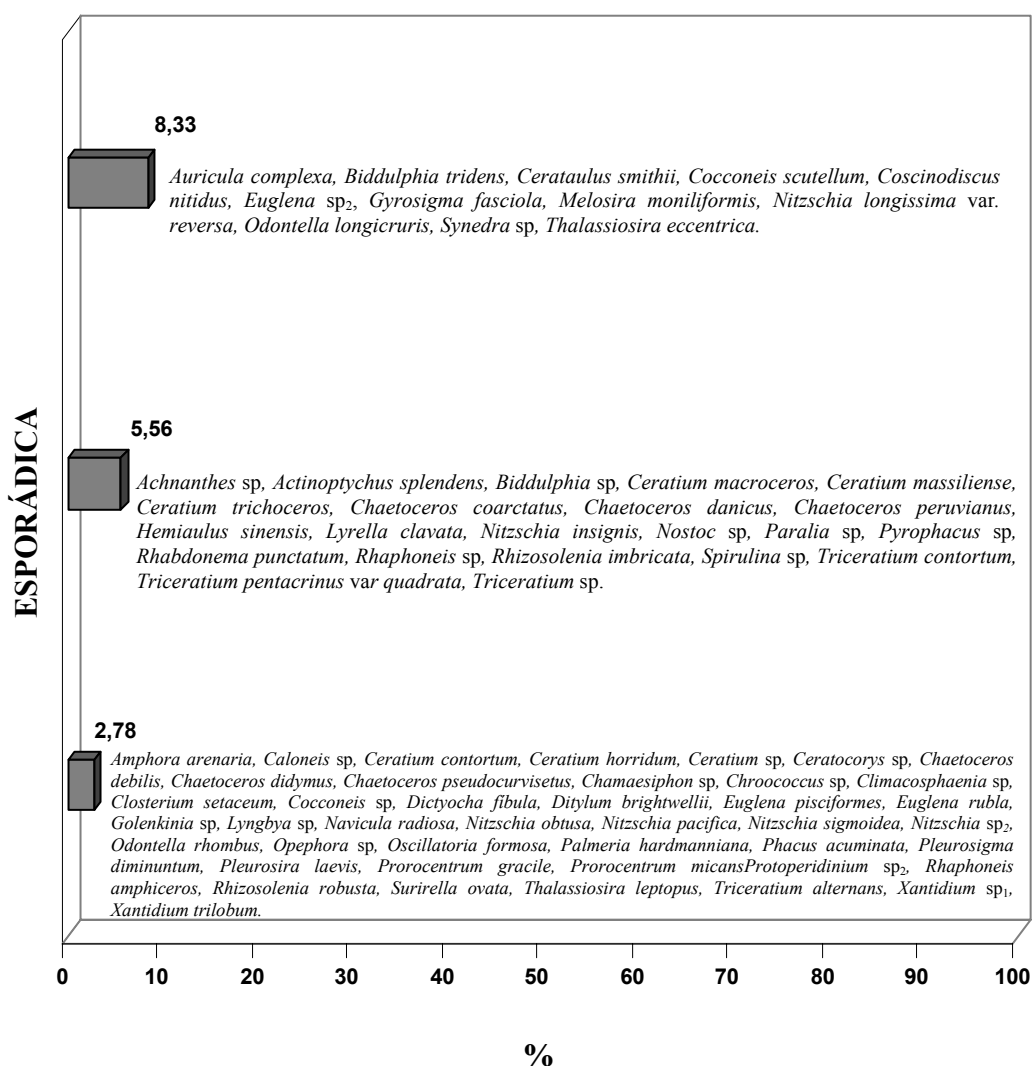 8,33
Auricula complexa, Biddulphia tridens, Cerataulus smithii, Cocconeis scutellum, Coscinodiscus
nitidus, Euglena sp₂, Gyrosigma fasciola, Melosira moniliformis, Nitzschia longissima var.
reversa, Odontella longicruris, Synedra sp, Thalassiosira eccentrica.
ESPORÁDICA
5,56
Achnanthes sp, Actinoptychus splendens, Biddulphia sp, Ceratium macroceros, Ceratium massiliense,
Ceratium trichoceros, Chaetoceros coarctatus, Chaetoceros danicus, Chaetoceros peruvianus,
Hemiaulus sinensis, Lyrella clavata, Nitzschia insignis, Nostoc sp, Paralia sp, Pyrophacus sp,
Rhabdonema punctatum, Rhaphoneis sp, Rhizosolenia imbricata, Spirulina sp, Triceratium contortum,
Triceratium pentacrinus var quadrata, Triceratium sp.
2,78
Amphora arenaria, Caloneis sp, Ceratium contortum, Ceratium horridum, Ceratium sp, Ceratocorys sp, Chaetoceros
debilis, Chaetoceros didymus, Chaetoceros pseudocurvisetus, Chamaesiphon sp, Chroococcus sp, Climacosphaenia sp,
Closterium setaceum, Cocconeis sp, Dictyocha fíbula, Ditylum brightwellii, Euglena pisciformes, Euglena rubla,
Golenkinia sp, Lyngbya sp, Navicula radiosa, Nitzschia obtusa, Nitzschia pacifica, Nitzschia sigmoidea, Nitzschia sp₂,
Odontella rhombus, Opephora sp, Oscillatoria formosa, Palmeria hardmanniana, Phacus acuminata, Pleurosigma
diminuntum, Pleurosira laevis, Prorocentrum gracile, Prorocentrum micansProtoperidinium sp₂, Rhaphoneis
amphiceros, Rhizosolenia robusta, Surirella ovata, Thalassiosira leptopus, Triceratium alternans, Xantidium sp₁,
Xantidium trilobum.
0 10 20 30 40 50 60 70 80 90 100
%